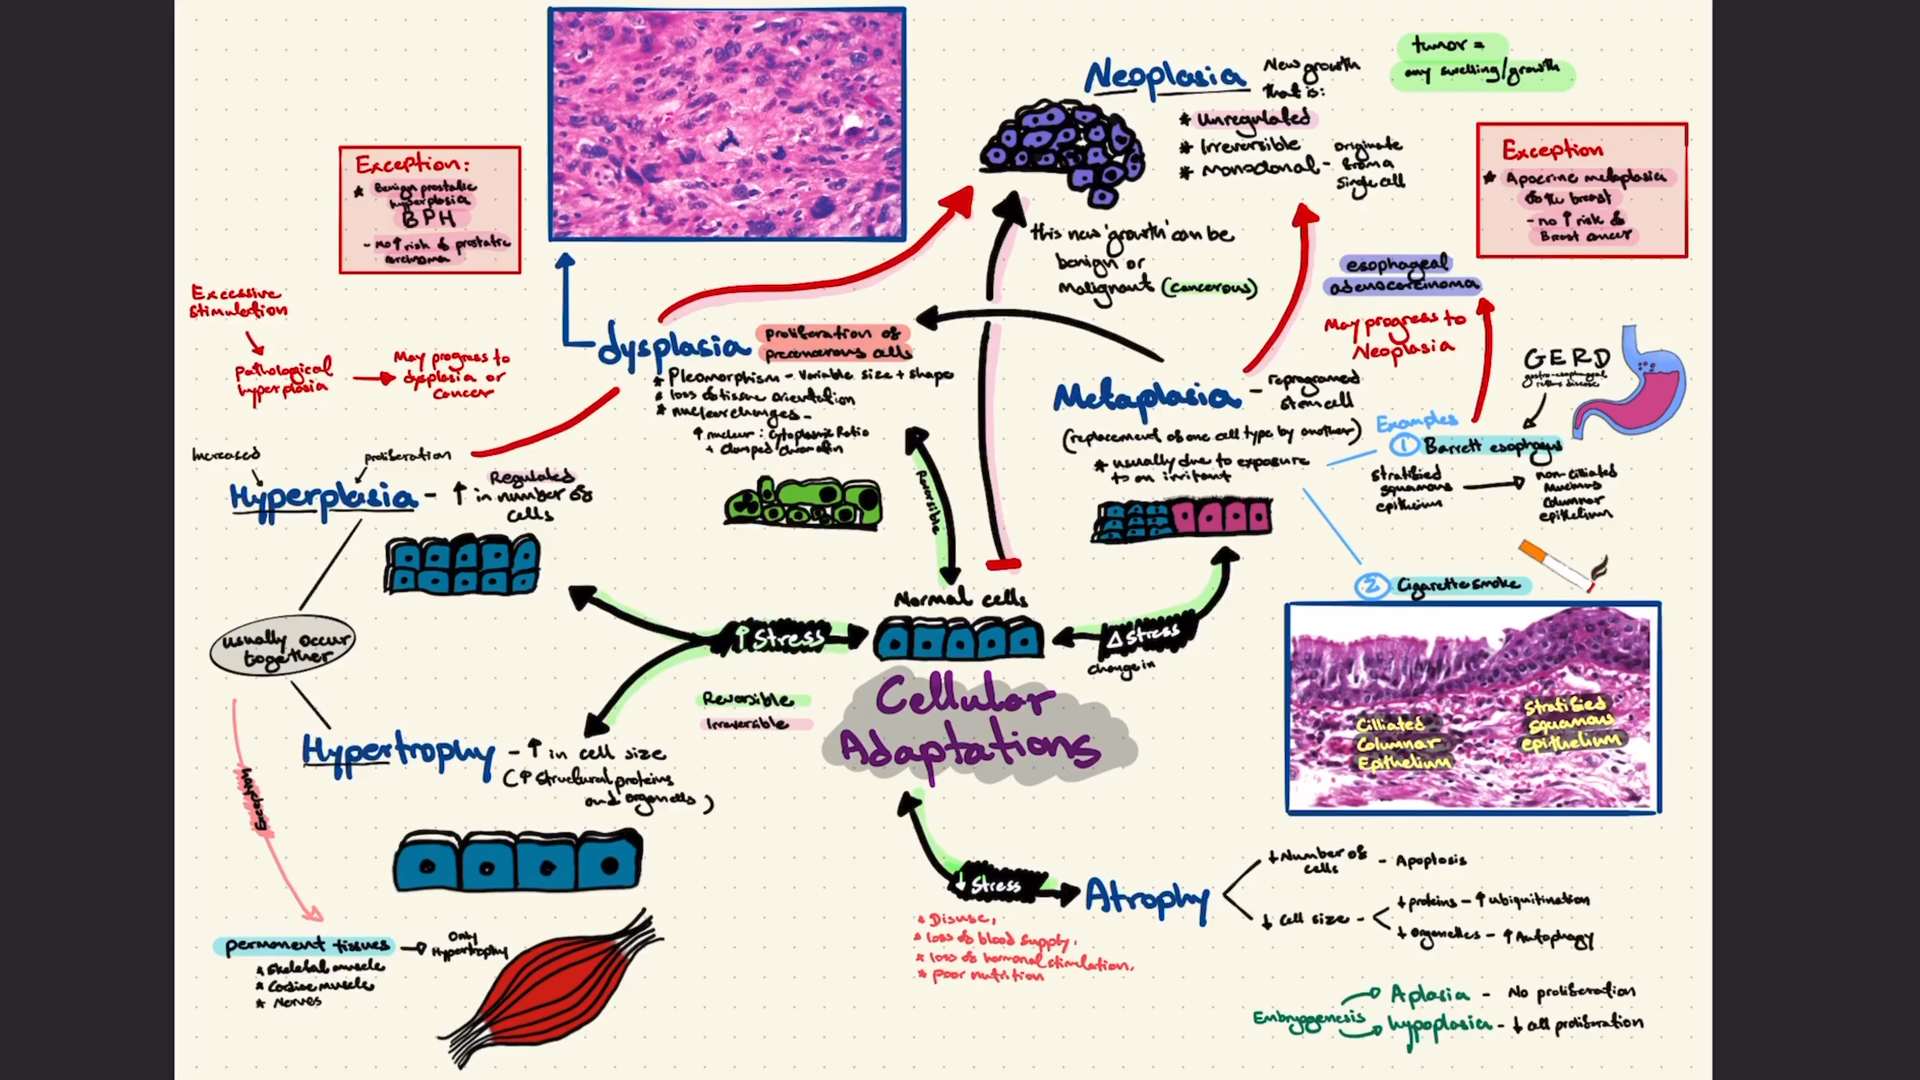 Neoplasia
New growth
that is:
* Unregulated
* Irreversible
* monoclonal - originate
from a
single cell
this new 'growth' can be
benign or
Malignant (cancerous)
tumor =
any swelling/growth
Exception
* Apocrine metaplasia
of the breast
- no ↑ risk of
Breast cancer
Exception:
* Benign prostatic
hyperplasia
BPH
- no ↑ risk of prostatic
carcinoma
Excessive
Stimulation
pathological
hyperplasia
May progress to
dysplasia or
cancer
dysplasia
proliferation of
precancerous cells
* Pleomorphism - variable size + shape
* loss of tissue orientation
* nuclear changes -
↑ nuclear : cytoplasmic Ratio
+ clumped chromatin
Reversible
Metaplasia - reprogramed
stem cell
(replacement of one cell type by another)
* usually due to exposure
to an irritant
esophageal
adenocarcinoma
May progress to
Neoplasia
GERD
gastro-esophageal
reflux disease
Examples
1 Barrett esophagus
stratified
squamous
epithelium
non-ciliated
mucinus
columnar
epithelium
2 Cigarette smoke
Cilliated
Columnar
Epithelium
Stratified
squamous
epithelium
Increased
proliferation
Hyperplasia - ↑ in number of
Regulated
cells
usually occur
together
Hypertrophy - ↑ in cell size
(↑ structural proteins
and organells)
Exception
permanent tissues
* Skeletal muscle
* Cardiac muscle
* Nerves
Only
Hypertrophy
↑ Stress
Normal cells
Δ Stress
change in
Reversible
Irreversible
Cellular
Adaptations
↓ Stress
* Disuse,
* loss of blood supply,
* loss of hormonal stimulation,
* poor nutrition
Atrophy
↓ Number of
cells
- Apoptosis
↓ Cell size -
↓ proteins - ↑ ubiquitination
↓ organelles - ↑ Autophagy
Embryogenesis
Aplasia - No proliferation
hypoplasia - ↓ cell proliferation